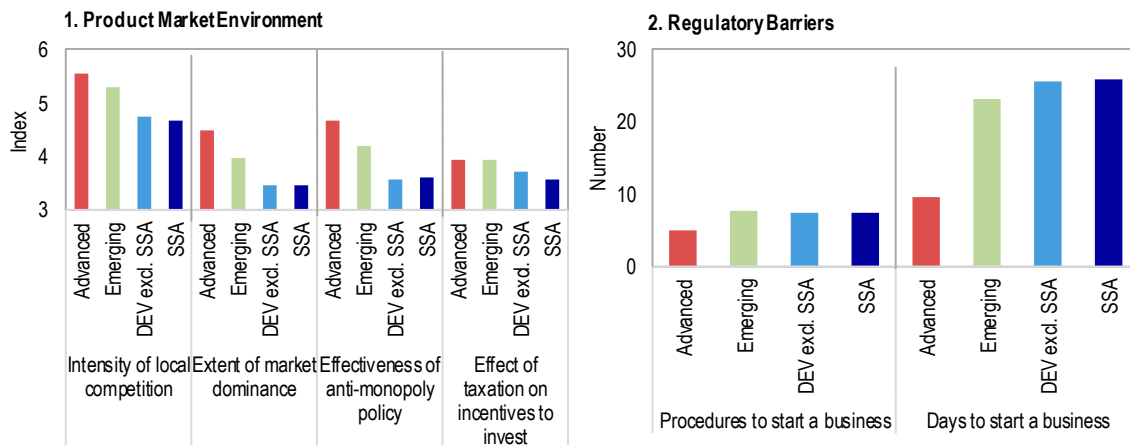 1. Product Market Environment
6
5
4
3
Index
Advanced
Emerging
DEV excl. SSA
SSA
Advanced
Emerging
DEV excl. SSA
SSA
Advanced
Emerging
DEV excl. SSA
SSA
Advanced
Emerging
DEV excl. SSA
SSA
Intensity of local
competition
Extent of market
dominance
Effectiveness of
anti-monopoly
policy
Effect of
taxation on
incentives to
invest
2. Regulatory Barriers
30
20
10
0
Number
Advanced
Emerging
DEV excl. SSA
SSA
Advanced
Emerging
DEV excl. SSA
SSA
Procedures to start a business
Days to start a business